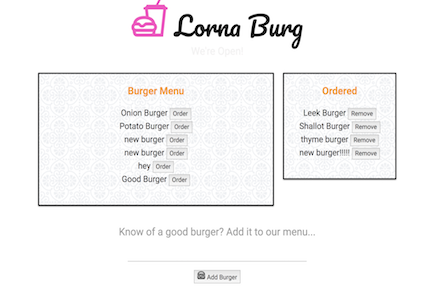 Lorna Burg
We're Open!
Burger Menu
Onion Burger Order
Potato Burger Order
new burger Order
new burger Order
hey Order
Good Burger Order
Ordered
Leek Burger Remove
Shallot Burger Remove
thyme burger Remove
new burger!!!!! Remove
Know of a good burger? Add it to our menu...
Add Burger